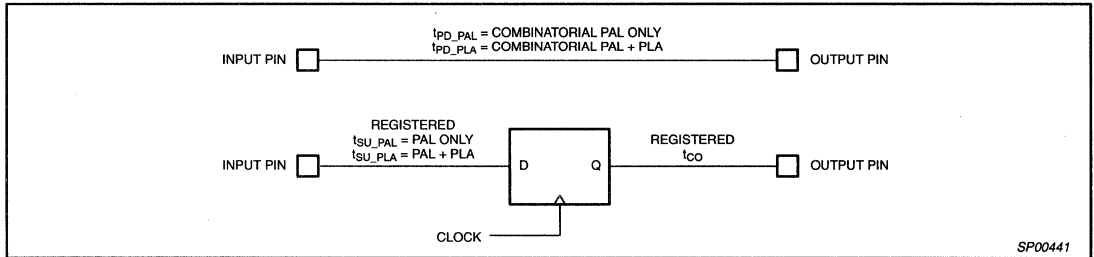 tPD_PAL = COMBINATORIAL PAL ONLY
tPD_PLA = COMBINATORIAL PAL + PLA
INPUT PIN
OUTPUT PIN
REGISTERED
tSU_PAL = PAL ONLY
tSU_PLA = PAL + PLA
REGISTERED
tCO
INPUT PIN
D
Q
OUTPUT PIN
CLOCK
SP00441